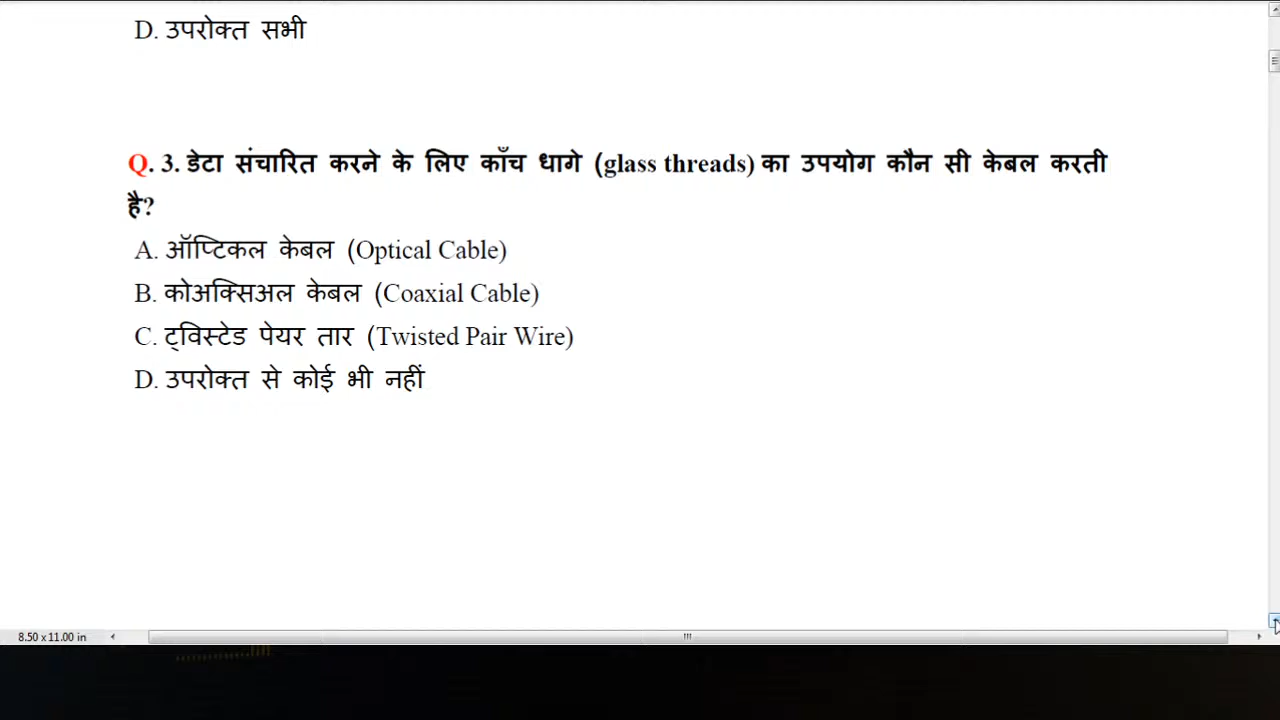 D. उपरोक्त सभी
Q. 3. डेटा संचारित करने के लिए काँच धागे (glass threads) का उपयोग कौन सी केबल करती
है?
A. ऑप्टिकल केबल (Optical Cable)
B. कोअक्सिअल केबल (Coaxial Cable)
C. ट्विस्टेड पेयर तार (Twisted Pair Wire)
D. उपरोक्त से कोई भी नहीं
8.50 x 11.00 in